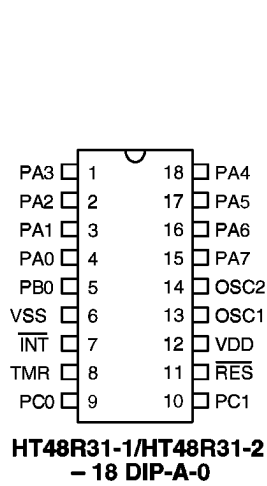 PA3 1 18 PA4
PA2 2 17 PA5
PA1 3 16 PA6
PA0 4 15 PA7
PB0 5 14 OSC2
VSS 6 13 OSC1
I̅N̅T̅ 7 12 VDD
TMR 8 11 R̅E̅S̅
PC0 9 10 PC1
HT48R31-1/HT48R31-2
– 18 DIP-A-0